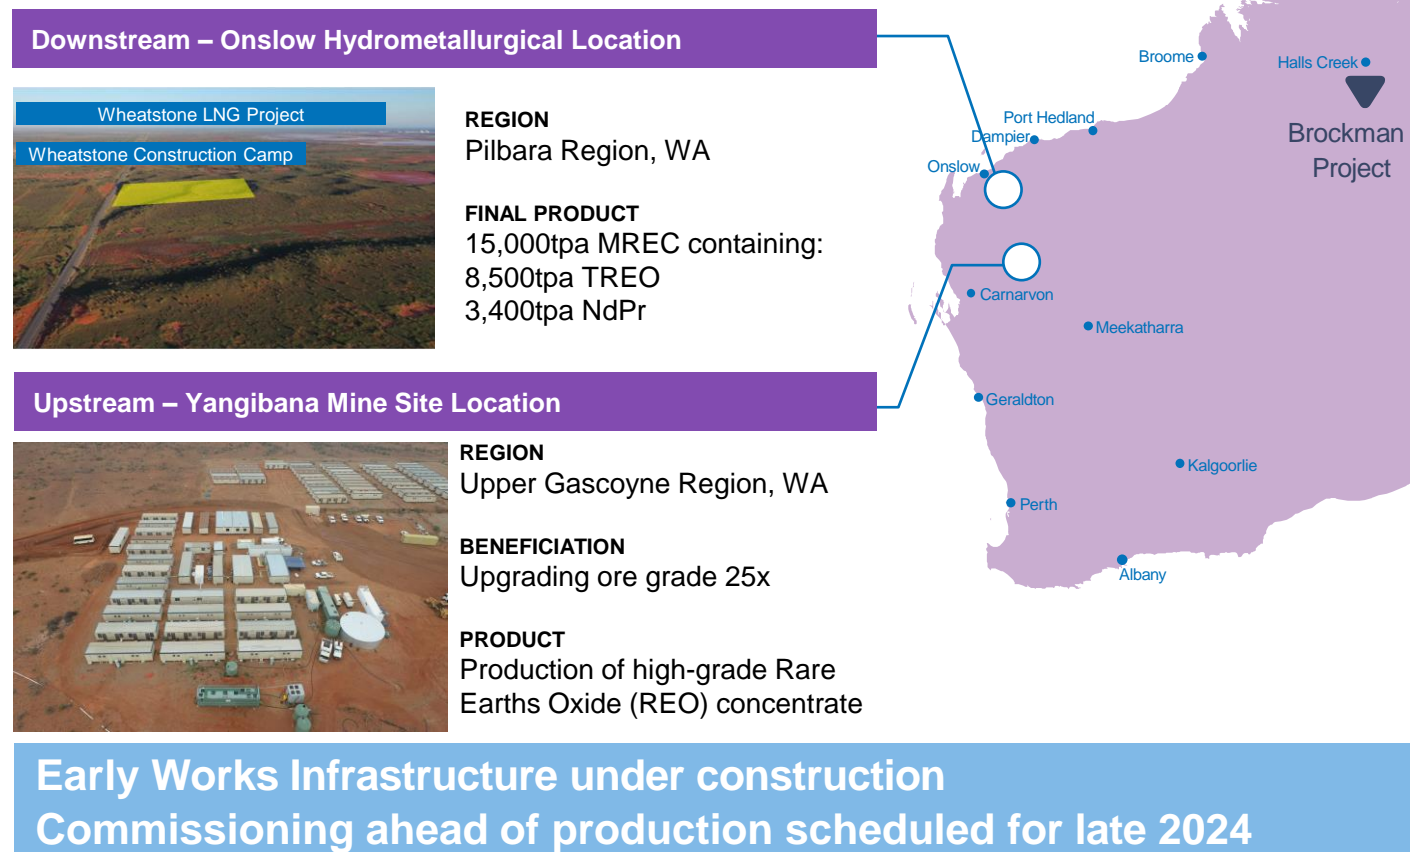 Downstream – Onslow Hydrometallurgical Location
Wheatstone LNG Project
Wheatstone Construction Camp
REGION
Pilbara Region, WA
FINAL PRODUCT
15,000tpa MREC containing:
8,500tpa TREO
3,400tpa NdPr
Upstream – Yangibana Mine Site Location
REGION
Upper Gascoyne Region, WA
BENEFICIATION
Upgrading ore grade 25x
PRODUCT
Production of high-grade Rare
Earths Oxide (REO) concentrate
Broome
Halls Creek
Brockman
Project
Port Hedland
Dampier
Onslow
Carnarvon
Meekatharra
Geraldton
Kalgoorlie
Perth
Albany
Early Works Infrastructure under construction
Commissioning ahead of production scheduled for late 2024